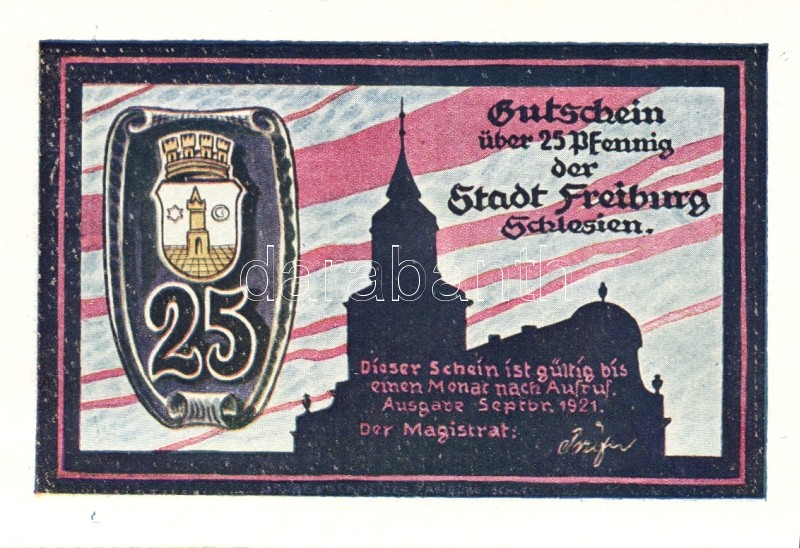 Gutschein
über 25 Pfennig
der
Stadt Freiburg
Schlesien.
25
darabanth
Dieser Schein ist gültig bis
einen Monat nach Aufruf.
Ausgabe Septbr. 1921.
Der Magistrat: